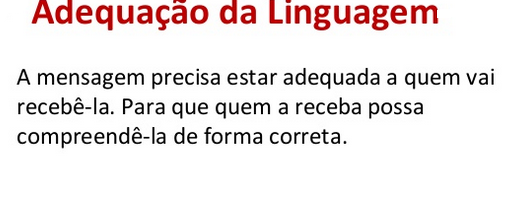 Adequação da Linguagem
A mensagem precisa estar adequada a quem vai
recebê-la. Para que quem a receba possa
compreendê-la de forma correta.